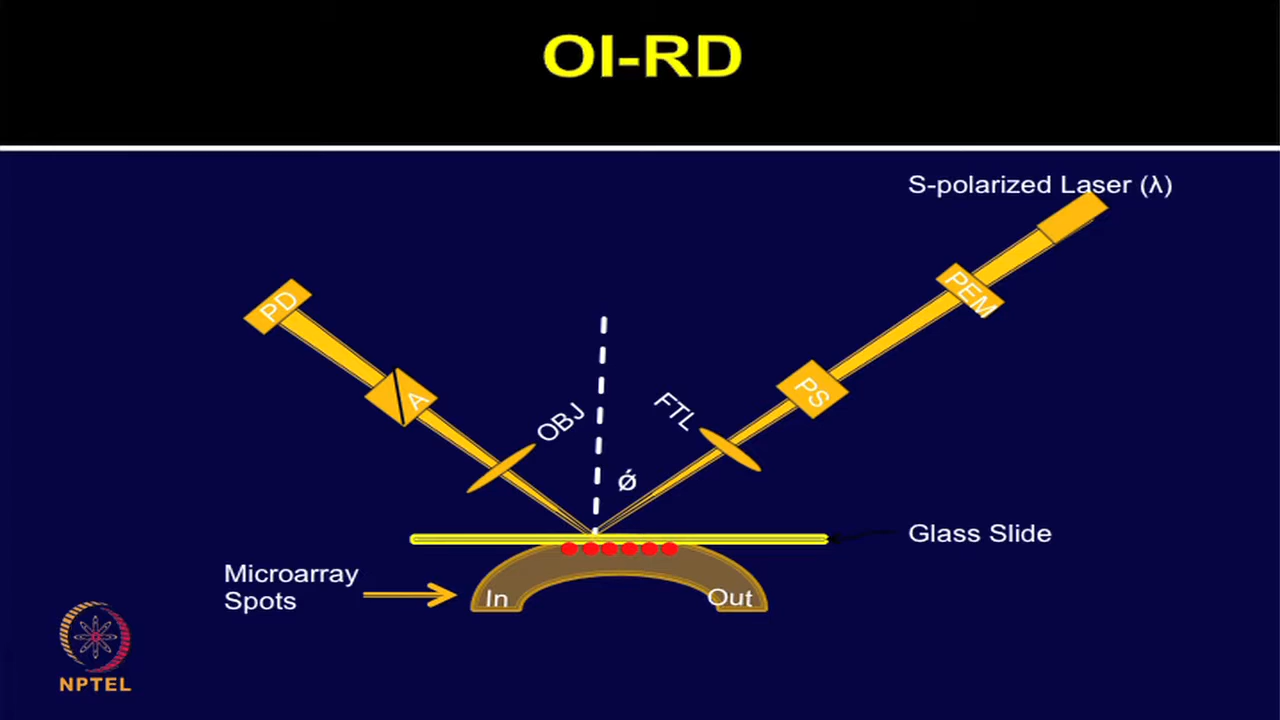 OI-RD
S-polarized Laser (λ)
PEM
PD
PS
A
OBJ
FTL
ǿ
Glass Slide
Microarray
Spots
In
Out
NPTEL